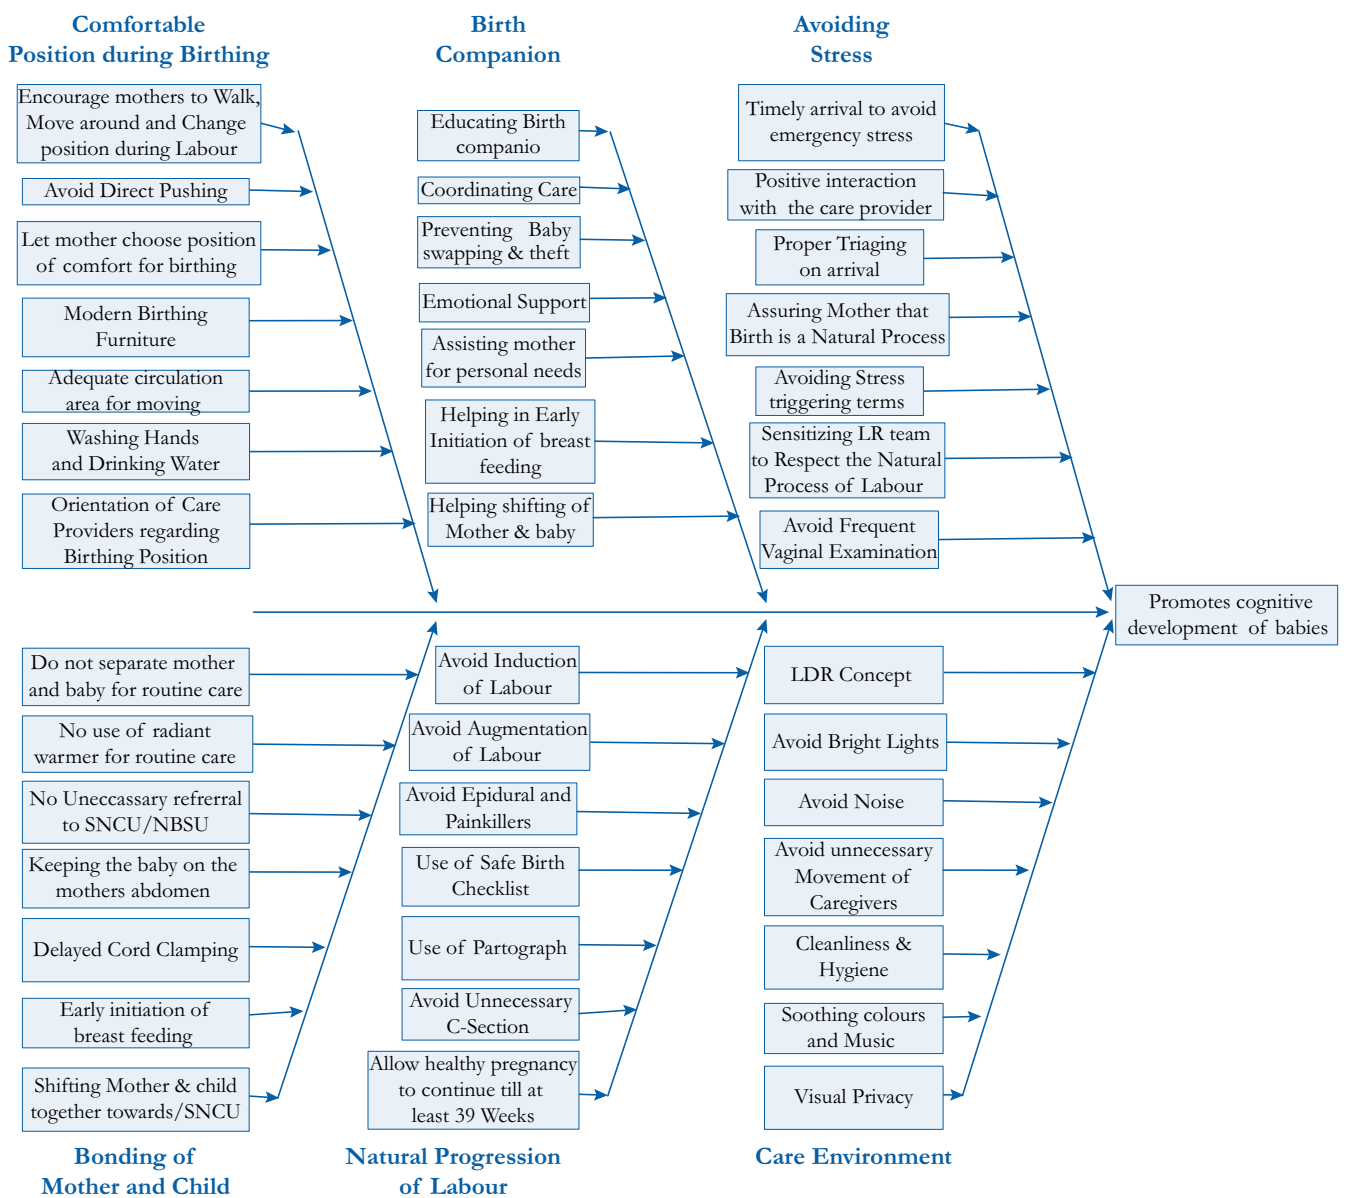 Comfortable
Position during Birthing
Encourage mothers to Walk,
Move around and Change
position during Labour
Avoid Direct Pushing
Let mother choose position
of comfort for birthing
Modern Birthing
Furniture
Adequate circulation
area for moving
Washing Hands
and Drinking Water
Orientation of Care
Providers regarding
Birthing Position
Birth
Companion
Educating Birth
companio
Coordinating Care
Preventing Baby
swapping & theft
Emotional Support
Assisting mother
for personal needs
Helping in Early
Initiation of breast
feeding
Helping shifting of
Mother & baby
Avoiding
Stress
Timely arrival to avoid
emergency stress
Positive interaction
with the care provider
Proper Triaging
on arrival
Assuring Mother that
Birth is a Natural Process
Avoiding Stress
triggering terms
Sensitizing LR team
to Respect the Natural
Process of Labour
Avoid Frequent
Vaginal Examination
Promotes cognitive
development of babies
Do not separate mother
and baby for routine care
No use of radiant
warmer for routine care
No Uneccassary refrerral
to SNCU/NBSU
Keeping the baby on the
mothers abdomen
Delayed Cord Clamping
Early initiation of
breast feeding
Shifting Mother & child
together towards/SNCU
Bonding of
Mother and Child
Avoid Induction
of Labour
Avoid Augmentation
of Labour
Avoid Epidural and
Painkillers
Use of Safe Birth
Checklist
Use of Partograph
Avoid Unnecessary
C-Section
Allow healthy pregnancy
to continue till at
least 39 Weeks
Natural Progression
of Labour
LDR Concept
Avoid Bright Lights
Avoid Noise
Avoid unnecessary
Movement of
Caregivers
Cleanliness &
Hygiene
Soothing colours
and Music
Visual Privacy
Care Environment